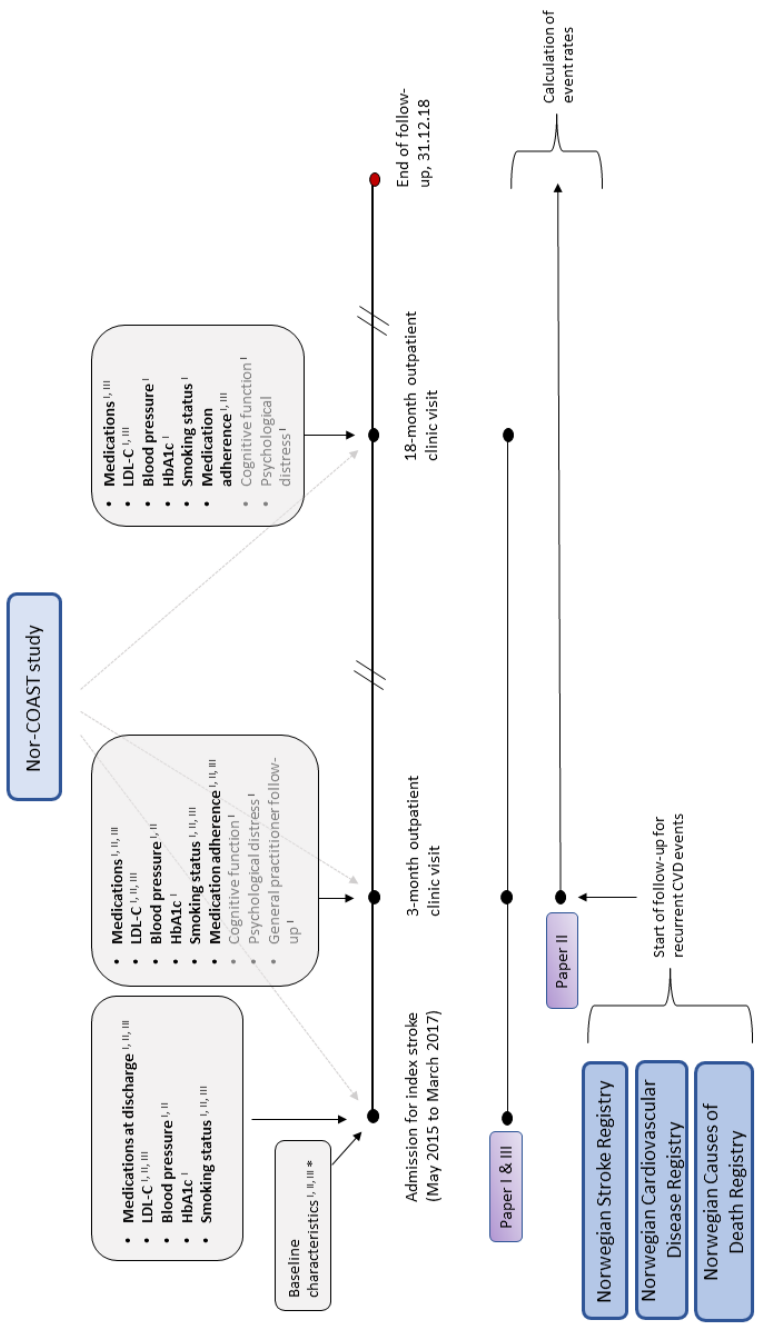 Nor-COAST study
• Medications at discharge I, II, III
• LDL-C I, II, III
• Blood pressure I, II
• HbA1c I
• Smoking status I, II, III
Baseline
characteristics I, II, III *
• Medications I, II, III
• LDL-C I, II, III
• Blood pressure I, II
• HbA1c I
• Smoking status I, II, III
• Medication adherence I, II, III
• Cognitive function I
• Psychological distress I
• General practitioner follow-
up I
• Medications I, III
• LDL-C I, III
• Blood pressure I
• HbA1c I
• Smoking status I
• Medication
adherence I, III
• Cognitive function I
• Psychological
distress I
Admission for index stroke
(May 2015 to March 2017)
3-month outpatient
clinic visit
18-month outpatient
clinic visit
End of follow-
up, 31.12.18
Paper I & III
Paper II
Calculation of
event rates
Start of follow-up for
recurrent CVD events
Norwegian Stroke Registry
Norwegian Cardiovascular
Disease Registry
Norwegian Causes of
Death Registry